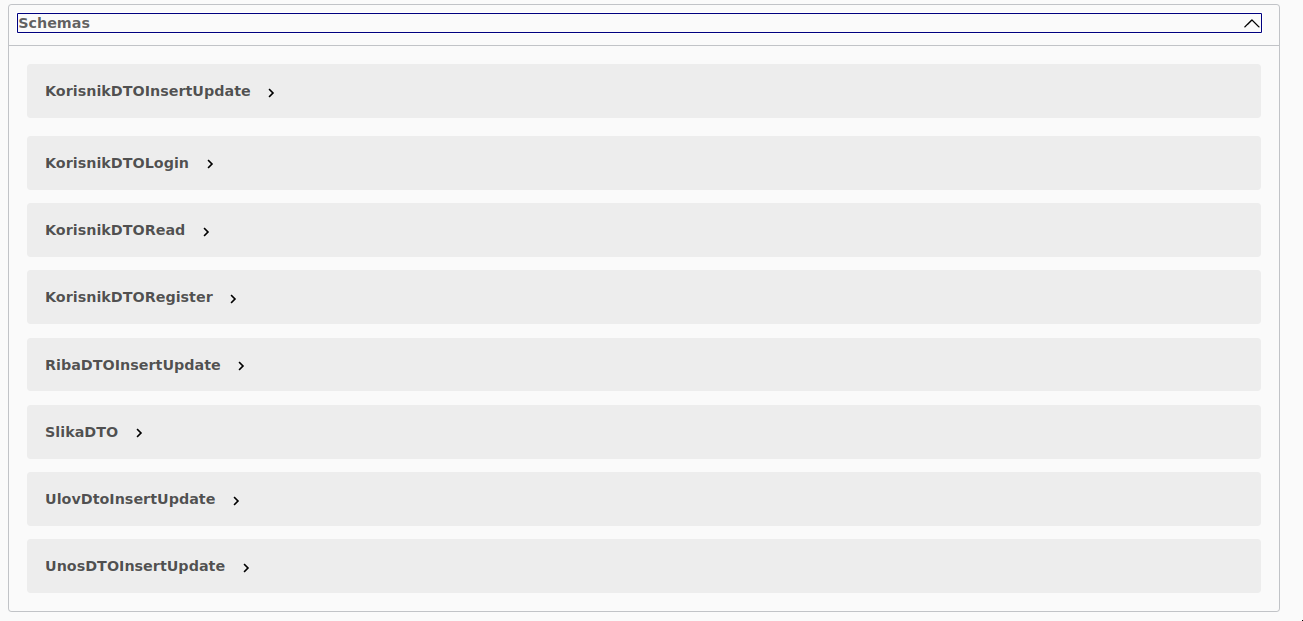 Schemas
KorisnikDTOInsertUpdate
KorisnikDTOLogin
KorisnikDTORead
KorisnikDTORegister
RibaDTOInsertUpdate
SlikaDTO
UlovDtoInsertUpdate
UnosDTOInsertUpdate